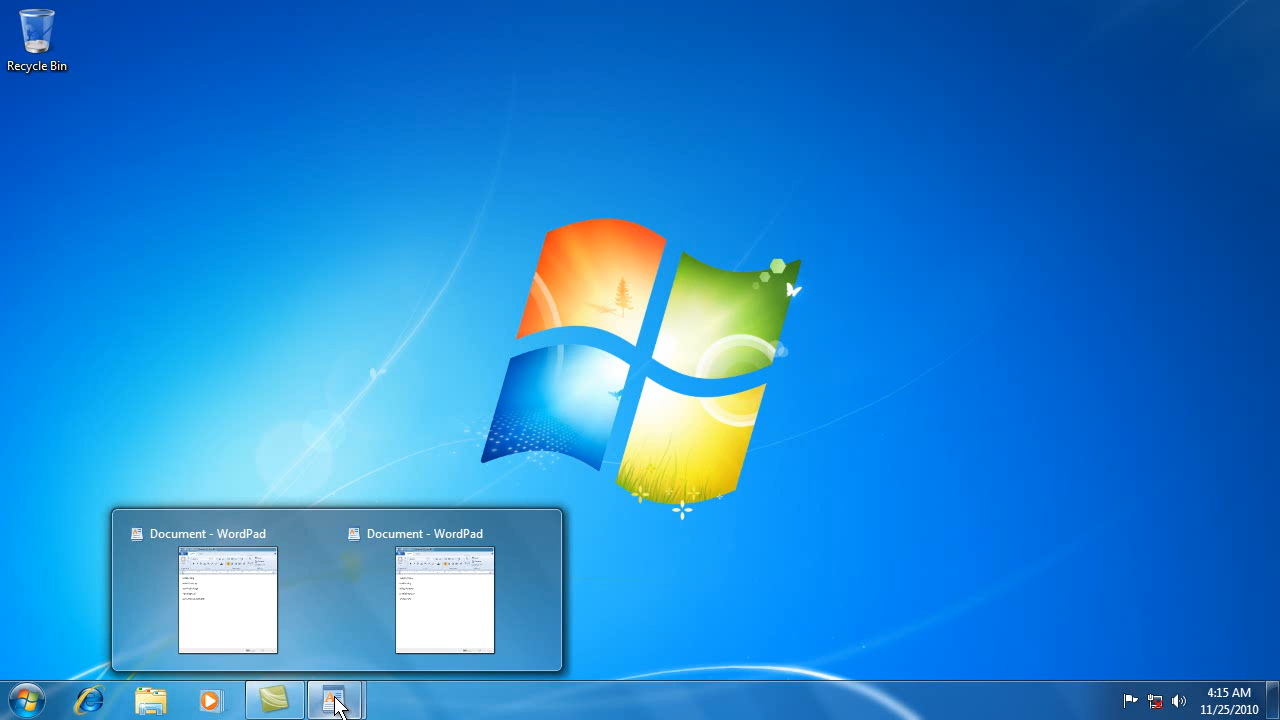 Recycle Bin
Document - WordPad
Document - WordPad
4:15 AM
11/25/2010